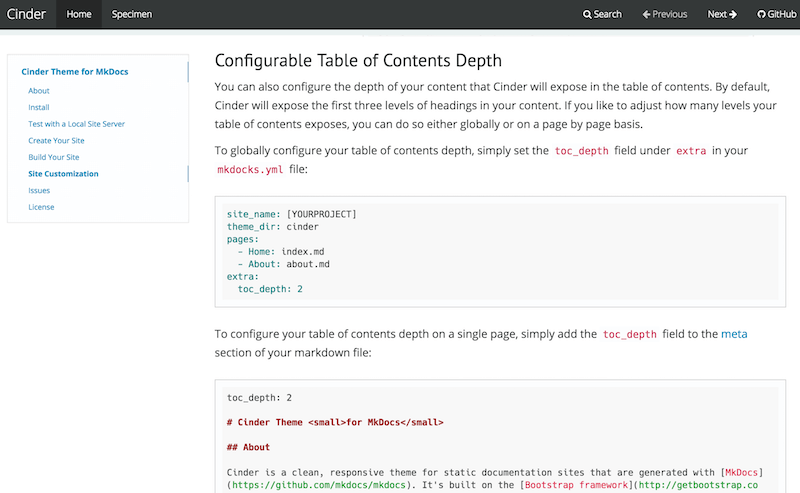 Cinder Home Specimen Search Previous Next GitHub
Cinder Theme for MkDocs
About
Install
Test with a Local Site Server
Create Your Site
Build Your Site
Site Customization
Issues
License
Configurable Table of Contents Depth
You can also configure the depth of your content that Cinder will expose in the table of contents. By default,
Cinder will expose the first three levels of headings in your content. If you like to adjust how many levels your
table of contents exposes, you can do so either globally or on a page by page basis.
To globally configure your table of contents depth, simply set the toc_depth field under extra in your
mkdocks.yml file:
site_name: [YOURPROJECT]
theme_dir: cinder
pages:
- Home: index.md
- About: about.md
extra:
toc_depth: 2
To configure your table of contents depth on a single page, simply add the toc_depth field to the meta
section of your markdown file:
toc_depth: 2
# Cinder Theme <small>for MkDocs</small>
## About
Cinder is a clean, responsive theme for static documentation sites that are generated with [MkDocs]
(https://github.com/mkdocs/mkdocs). It's built on the [Bootstrap framework](http://getbootstrap.co